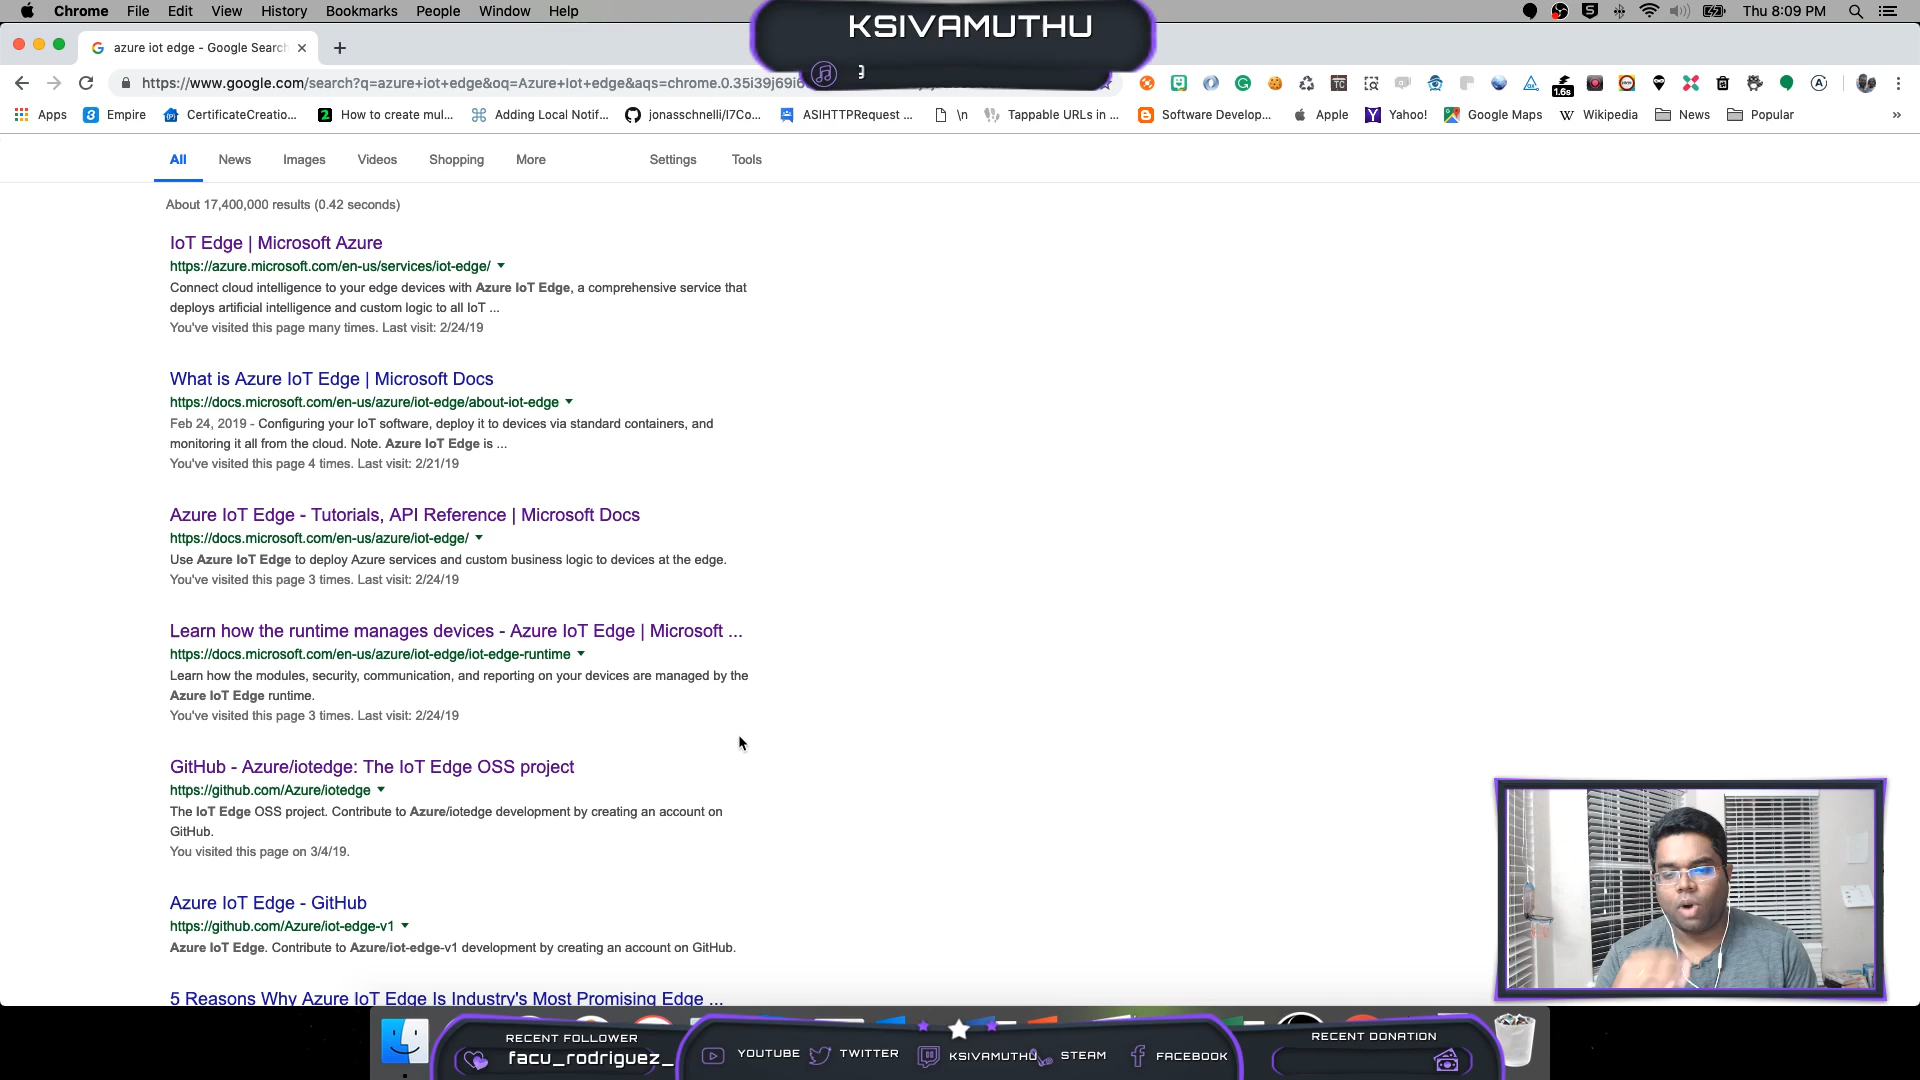 Chrome File Edit View History Bookmarks People Window Help
KSIVAMUTHU
Thu 8:09 PM
azure iot edge - Google Search
https://www.google.com/search?q=azure+iot+edge&oq=Azure+Iot+edge&aqs=chrome.0.35i39j69i6
TC
1.6s
Apps
Empire
CertificateCreatio...
How to create mul...
Adding Local Notif...
jonasschnelli/I7Co...
ASIHTTPRequest ...
\n
Tappable URLs in ...
Software Develop...
Apple
Yahoo!
Google Maps
Wikipedia
News
Popular
All News Images Videos Shopping More Settings Tools
About 17,400,000 results (0.42 seconds)
IoT Edge | Microsoft Azure
https://azure.microsoft.com/en-us/services/iot-edge/
Connect cloud intelligence to your edge devices with Azure IoT Edge, a comprehensive service that
deploys artificial intelligence and custom logic to all IoT ...
You've visited this page many times. Last visit: 2/24/19
What is Azure IoT Edge | Microsoft Docs
https://docs.microsoft.com/en-us/azure/iot-edge/about-iot-edge
Feb 24, 2019 - Configuring your IoT software, deploy it to devices via standard containers, and
monitoring it all from the cloud. Note. Azure IoT Edge is ...
You've visited this page 4 times. Last visit: 2/21/19
Azure IoT Edge - Tutorials, API Reference | Microsoft Docs
https://docs.microsoft.com/en-us/azure/iot-edge/
Use Azure IoT Edge to deploy Azure services and custom business logic to devices at the edge.
You've visited this page 3 times. Last visit: 2/24/19
Learn how the runtime manages devices - Azure IoT Edge | Microsoft ...
https://docs.microsoft.com/en-us/azure/iot-edge/iot-edge-runtime
Learn how the modules, security, communication, and reporting on your devices are managed by the
Azure IoT Edge runtime.
You've visited this page 3 times. Last visit: 2/24/19
GitHub - Azure/iotedge: The IoT Edge OSS project
https://github.com/Azure/iotedge
The IoT Edge OSS project. Contribute to Azure/iotedge development by creating an account on
GitHub.
You visited this page on 3/4/19.
Azure IoT Edge - GitHub
https://github.com/Azure/iot-edge-v1
Azure IoT Edge. Contribute to Azure/iot-edge-v1 development by creating an account on GitHub.
5 Reasons Why Azure IoT Edge Is Industry's Most Promising Edge ...
RECENT FOLLOWER
facu_rodriguez_
YOUTUBE
TWITTER
KSIVAMUTHU
STEAM
FACEBOOK
RECENT DONATION